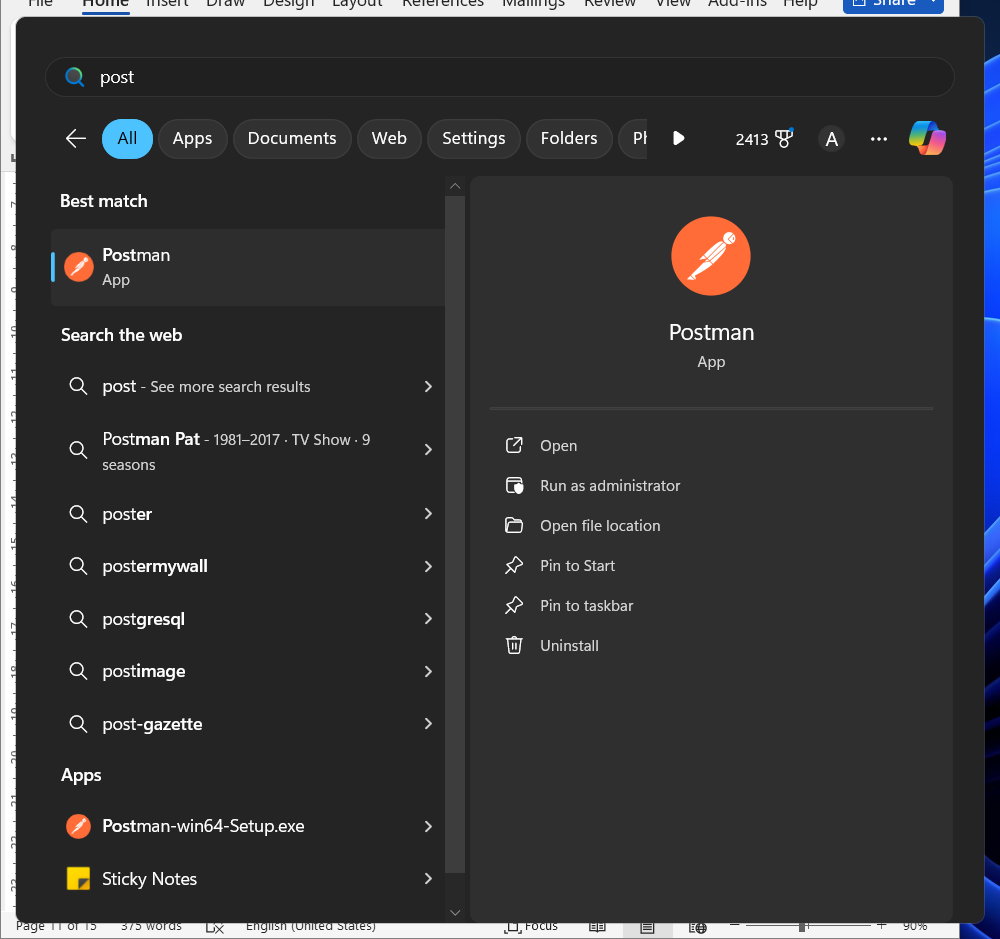 File Home Insert Draw Design Layout References Mailings Review View Add-ins Help Share
post
All Apps Documents Web Settings Folders 2413 A
Best match
Postman
App
Search the web
post - See more search results
Postman Pat - 1981–2017 · TV Show · 9
seasons
poster
postermywall
postgresql
postimage
post-gazette
Apps
Postman-win64-Setup.exe
Sticky Notes
Postman
App
Open
Run as administrator
Open file location
Pin to Start
Pin to taskbar
Uninstall
Page 11 of 15 375 words English (United States) Focus 90%